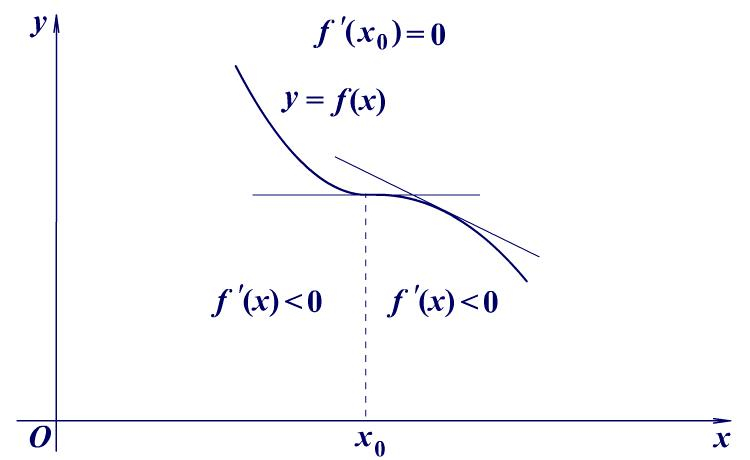 y
f ′(x₀) = 0
y = f(x)
f ′(x) < 0
f ′(x) < 0
O
x₀
x